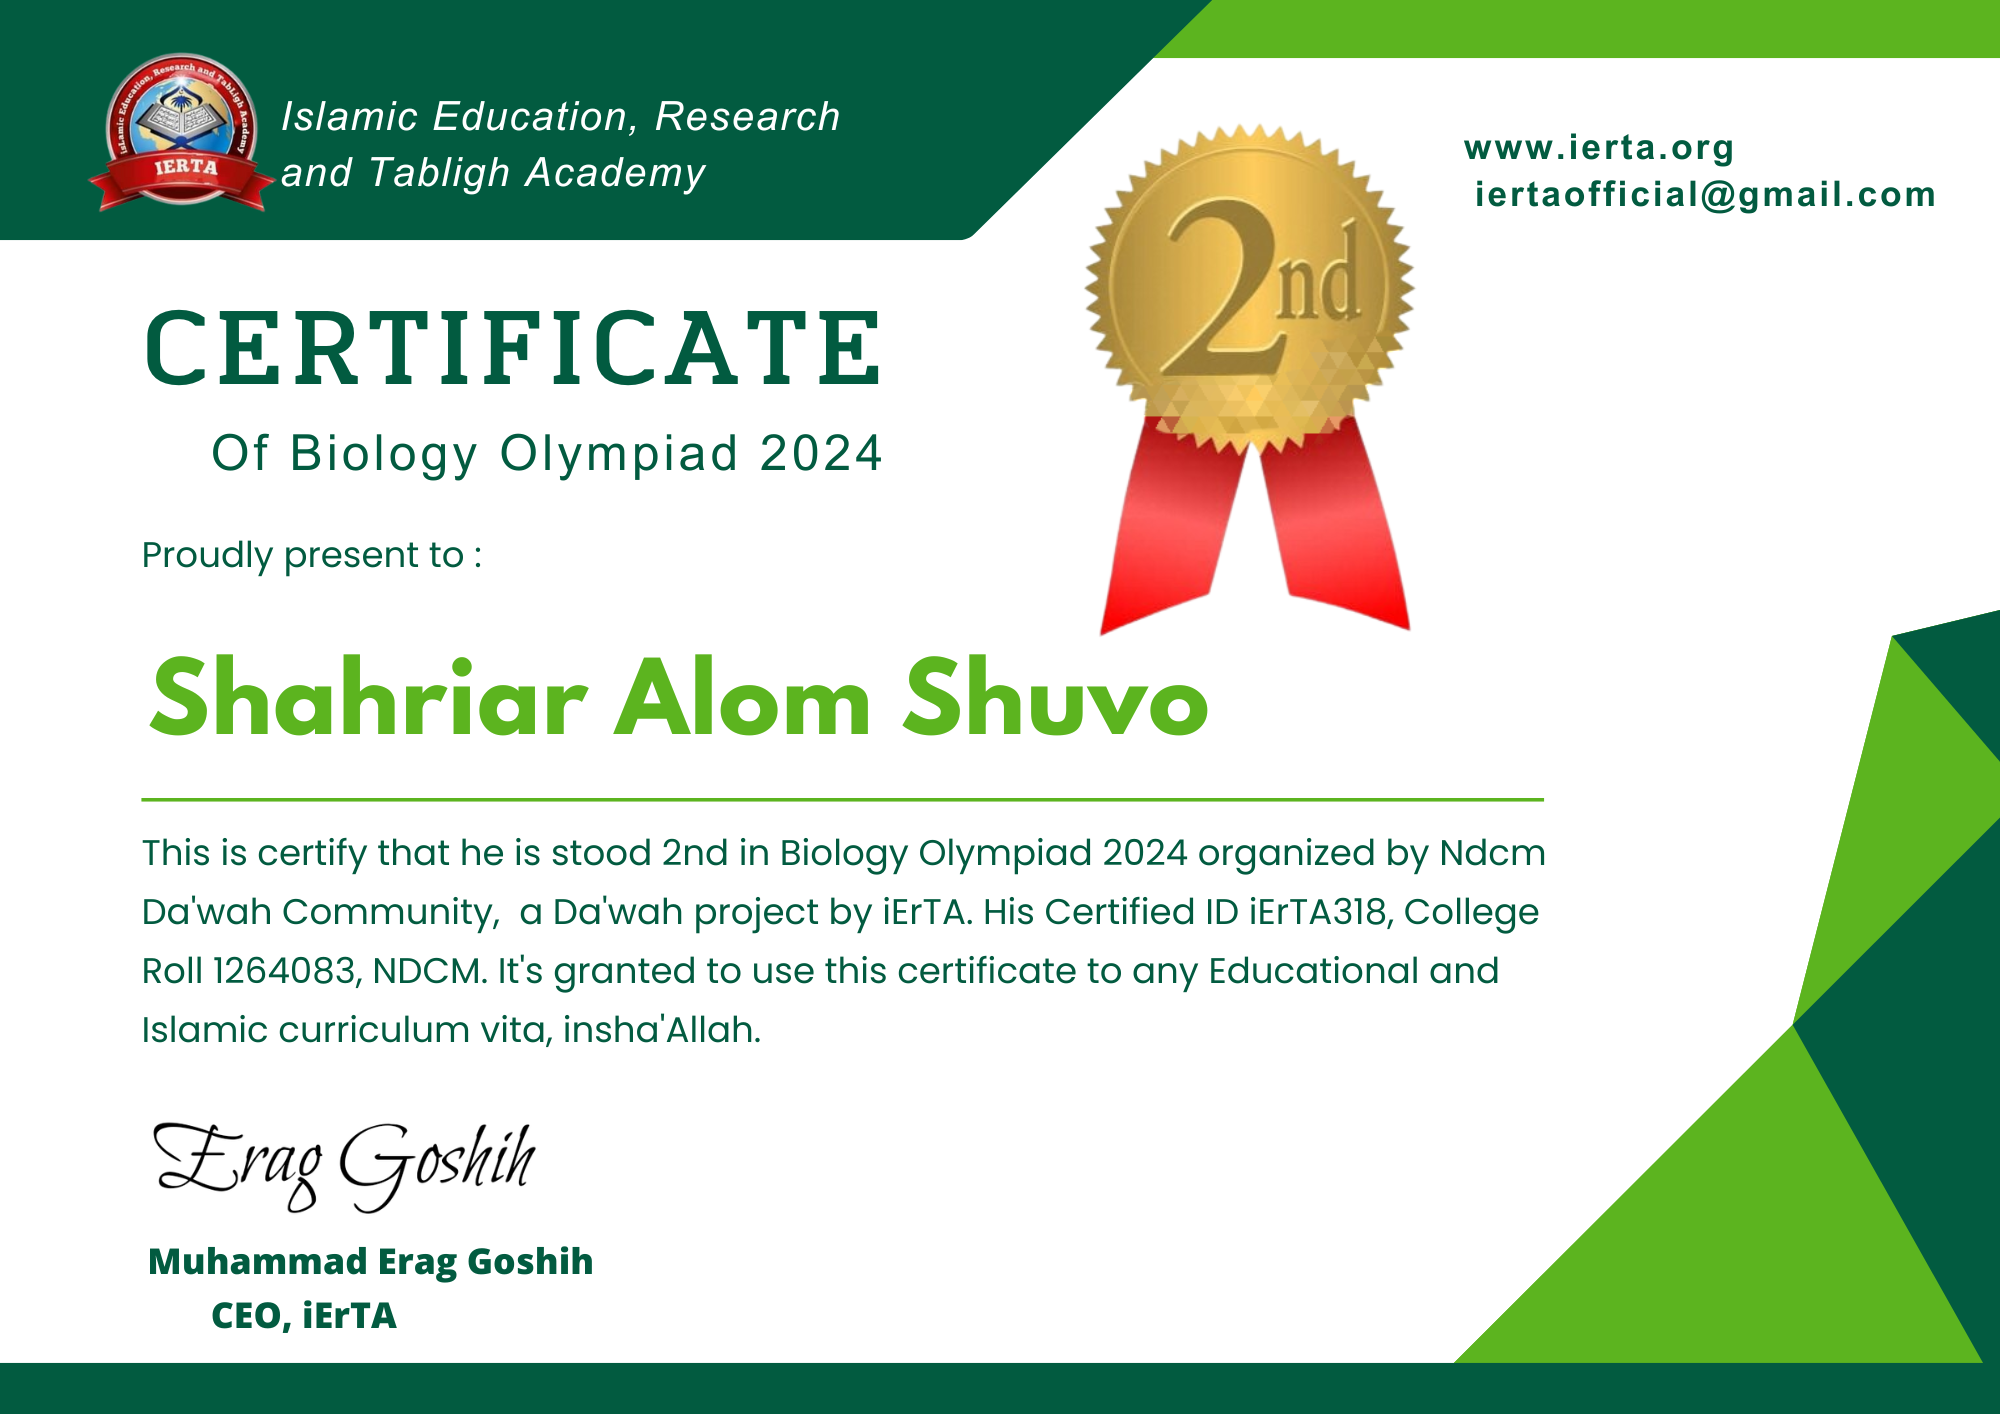 Islamic Education, Research and Tabligh Academy
IERTA
Islamic Education, Research
and Tabligh Academy
www.ierta.org
iertaofficial@gmail.com
2nd
CERTIFICATE
Of Biology Olympiad 2024
Proudly present to :
Shahriar Alom Shuvo
This is certify that he is stood 2nd in Biology Olympiad 2024 organized by Ndcm
Da'wah Community,  a Da'wah project by iErTA. His Certified ID iErTA318, College
Roll 1264083, NDCM. It's granted to use this certificate to any Educational and
Islamic curriculum vita, insha'Allah.
Erag Goshih
Muhammad Erag Goshih
CEO, iErTA